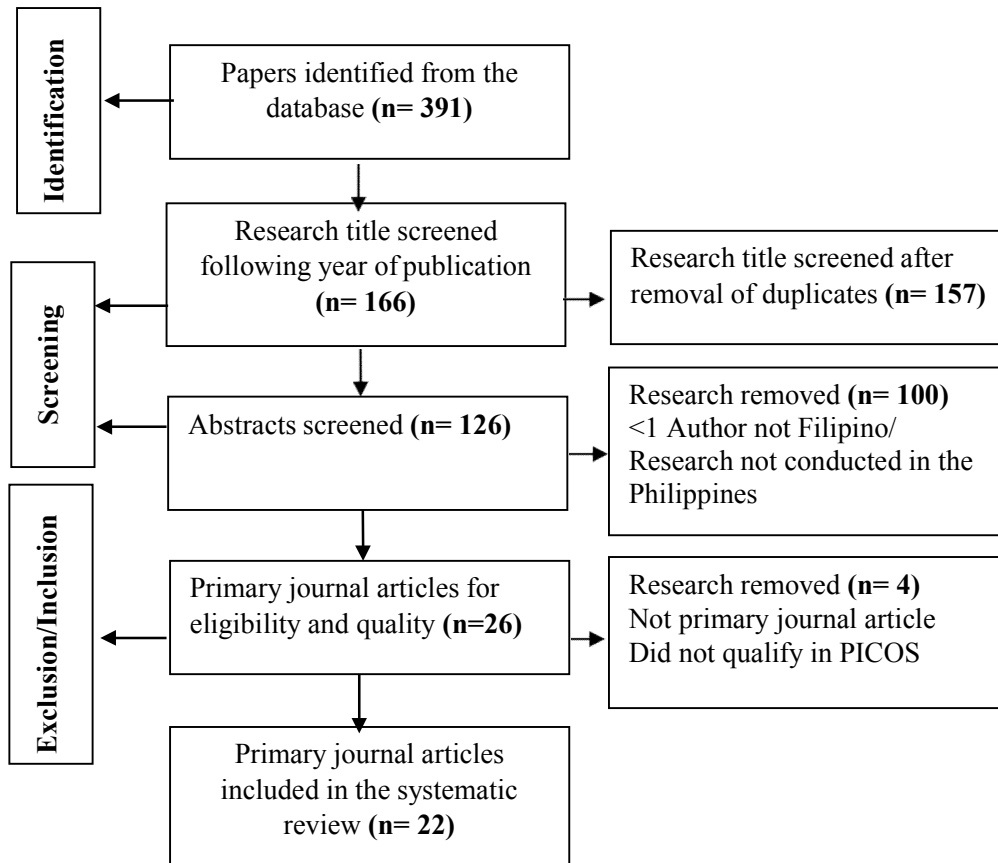 Identification
Papers identified from the
database (n= 391)
Research title screened
following year of publication
(n= 166)
Research title screened after
removal of duplicates (n= 157)
Screening
Abstracts screened (n= 126)
Research removed (n= 100)
<1 Author not Filipino/
Research not conducted in the
Philippines
Exclusion/Inclusion
Primary journal articles for
eligibility and quality (n=26)
Research removed (n= 4)
Not primary journal article
Did not qualify in PICOS
Primary journal articles
included in the systematic
review (n= 22)